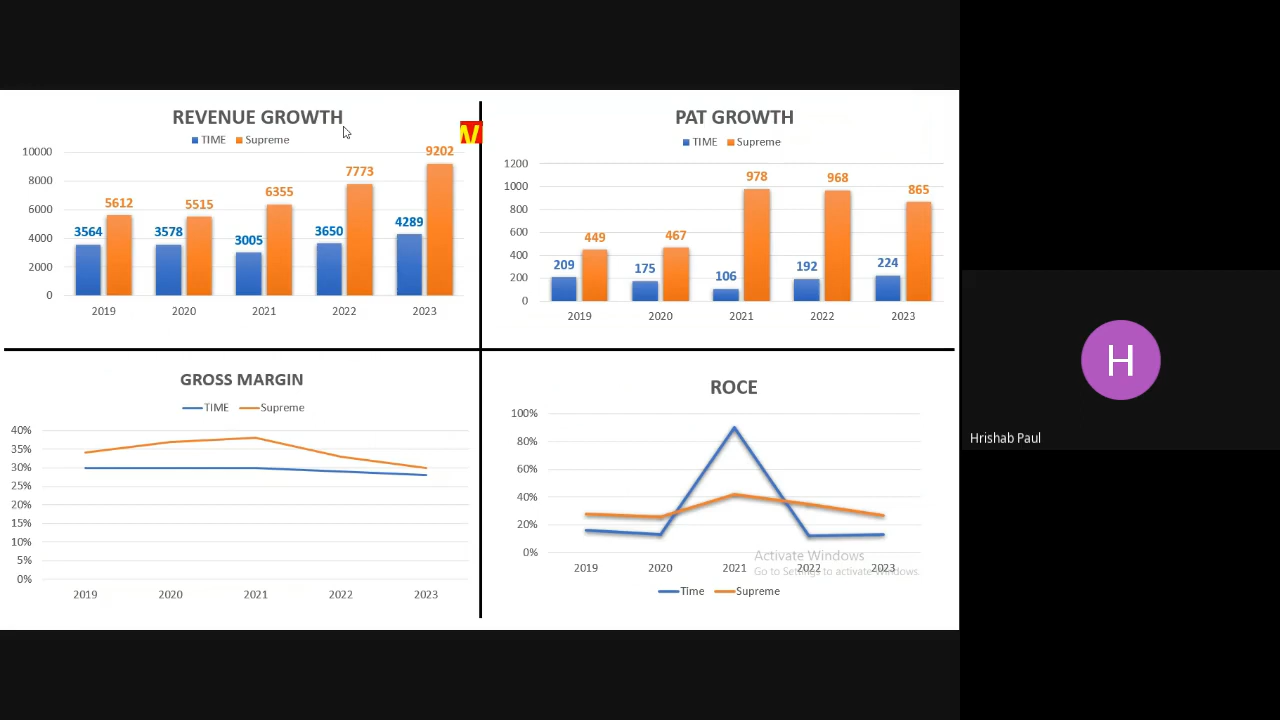 REVENUE GROWTH
TIME Supreme
10000
8000
6000
4000
2000
0
3564 5612 3578 5515 3005 6355 3650 7773 4289 9202
2019 2020 2021 2022 2023
PAT GROWTH
TIME Supreme
1200
1000
800
600
400
200
0
209 449 175 467 106 978 192 968 224 865
2019 2020 2021 2022 2023
GROSS MARGIN
TIME Supreme
40%
35%
30%
25%
20%
15%
10%
5%
0%
2019 2020 2021 2022 2023
ROCE
100%
80%
60%
40%
20%
0%
2019 2020 2021 2022 2023
Time Supreme
Activate Windows
Go to Settings to activate Windows.
H
Hrishab Paul